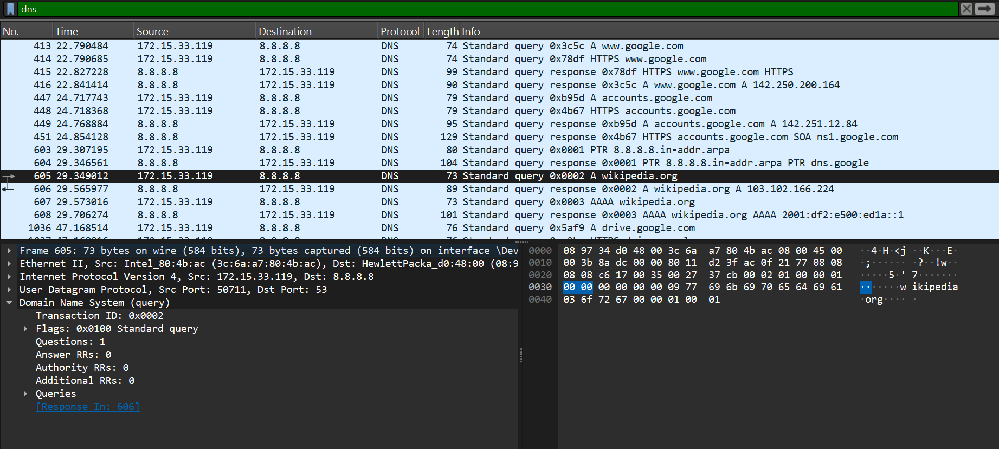 dns
No. Time Source Destination Protocol Length Info
413 22.790484 172.15.33.119 8.8.8.8 DNS 74 Standard query 0x3c5c A www.google.com
414 22.790685 172.15.33.119 8.8.8.8 DNS 74 Standard query 0x78df HTTPS www.google.com
415 22.827228 8.8.8.8 172.15.33.119 DNS 99 Standard query response 0x78df HTTPS www.google.com HTTPS
416 22.841414 8.8.8.8 172.15.33.119 DNS 90 Standard query response 0x3c5c A www.google.com A 142.250.200.164
447 24.717743 172.15.33.119 8.8.8.8 DNS 79 Standard query 0xb95d A accounts.google.com
448 24.718368 172.15.33.119 8.8.8.8 DNS 79 Standard query 0x4b67 HTTPS accounts.google.com
449 24.768884 8.8.8.8 172.15.33.119 DNS 95 Standard query response 0xb95d A accounts.google.com A 142.251.12.84
451 24.854128 8.8.8.8 172.15.33.119 DNS 129 Standard query response 0x4b67 HTTPS accounts.google.com SOA ns1.google.com
603 29.307195 172.15.33.119 8.8.8.8 DNS 80 Standard query 0x0001 PTR 8.8.8.8.in-addr.arpa
604 29.346561 8.8.8.8 172.15.33.119 DNS 104 Standard query response 0x0001 PTR 8.8.8.8.in-addr.arpa PTR dns.google
605 29.349012 172.15.33.119 8.8.8.8 DNS 73 Standard query 0x0002 A wikipedia.org
606 29.565977 8.8.8.8 172.15.33.119 DNS 89 Standard query response 0x0002 A wikipedia.org A 103.102.166.224
607 29.573016 172.15.33.119 8.8.8.8 DNS 73 Standard query 0x0003 AAAA wikipedia.org
608 29.706274 8.8.8.8 172.15.33.119 DNS 101 Standard query response 0x0003 AAAA wikipedia.org AAAA 2001:df2:e500:ed1a::1
1036 47.168514 172.15.33.119 8.8.8.8 DNS 76 Standard query 0x5af9 A drive.google.com
Frame 605: 73 bytes on wire (584 bits), 73 bytes captured (584 bits) on interface \Dev
Ethernet II, Src: Intel_80:4b:ac (3c:6a:a7:80:4b:ac), Dst: HewlettPacka_d0:48:00 (08:9
Internet Protocol Version 4, Src: 172.15.33.119, Dst: 8.8.8.8
User Datagram Protocol, Src Port: 50711, Dst Port: 53
Domain Name System (query)
Transaction ID: 0x0002
Flags: 0x0100 Standard query
Questions: 1
Answer RRs: 0
Authority RRs: 0
Additional RRs: 0
Queries
[Response In: 606]
0000 08 97 34 d0 48 00 3c 6a a7 80 4b ac 08 00 45 00 ··4·H·<j ··K···E·
0010 00 3b 8a dc 00 00 80 11 d2 3f ac 0f 21 77 08 08 ·;······ ·?··!w··
0020 08 08 c6 17 00 35 00 27 37 cb 00 02 01 00 00 01 ·····5·' 7·······
0030 00 00 00 00 00 00 09 77 69 6b 69 70 65 64 69 61 ·······w ikipedia
0040 03 6f 72 67 00 00 01 00 01 ·org···· ·